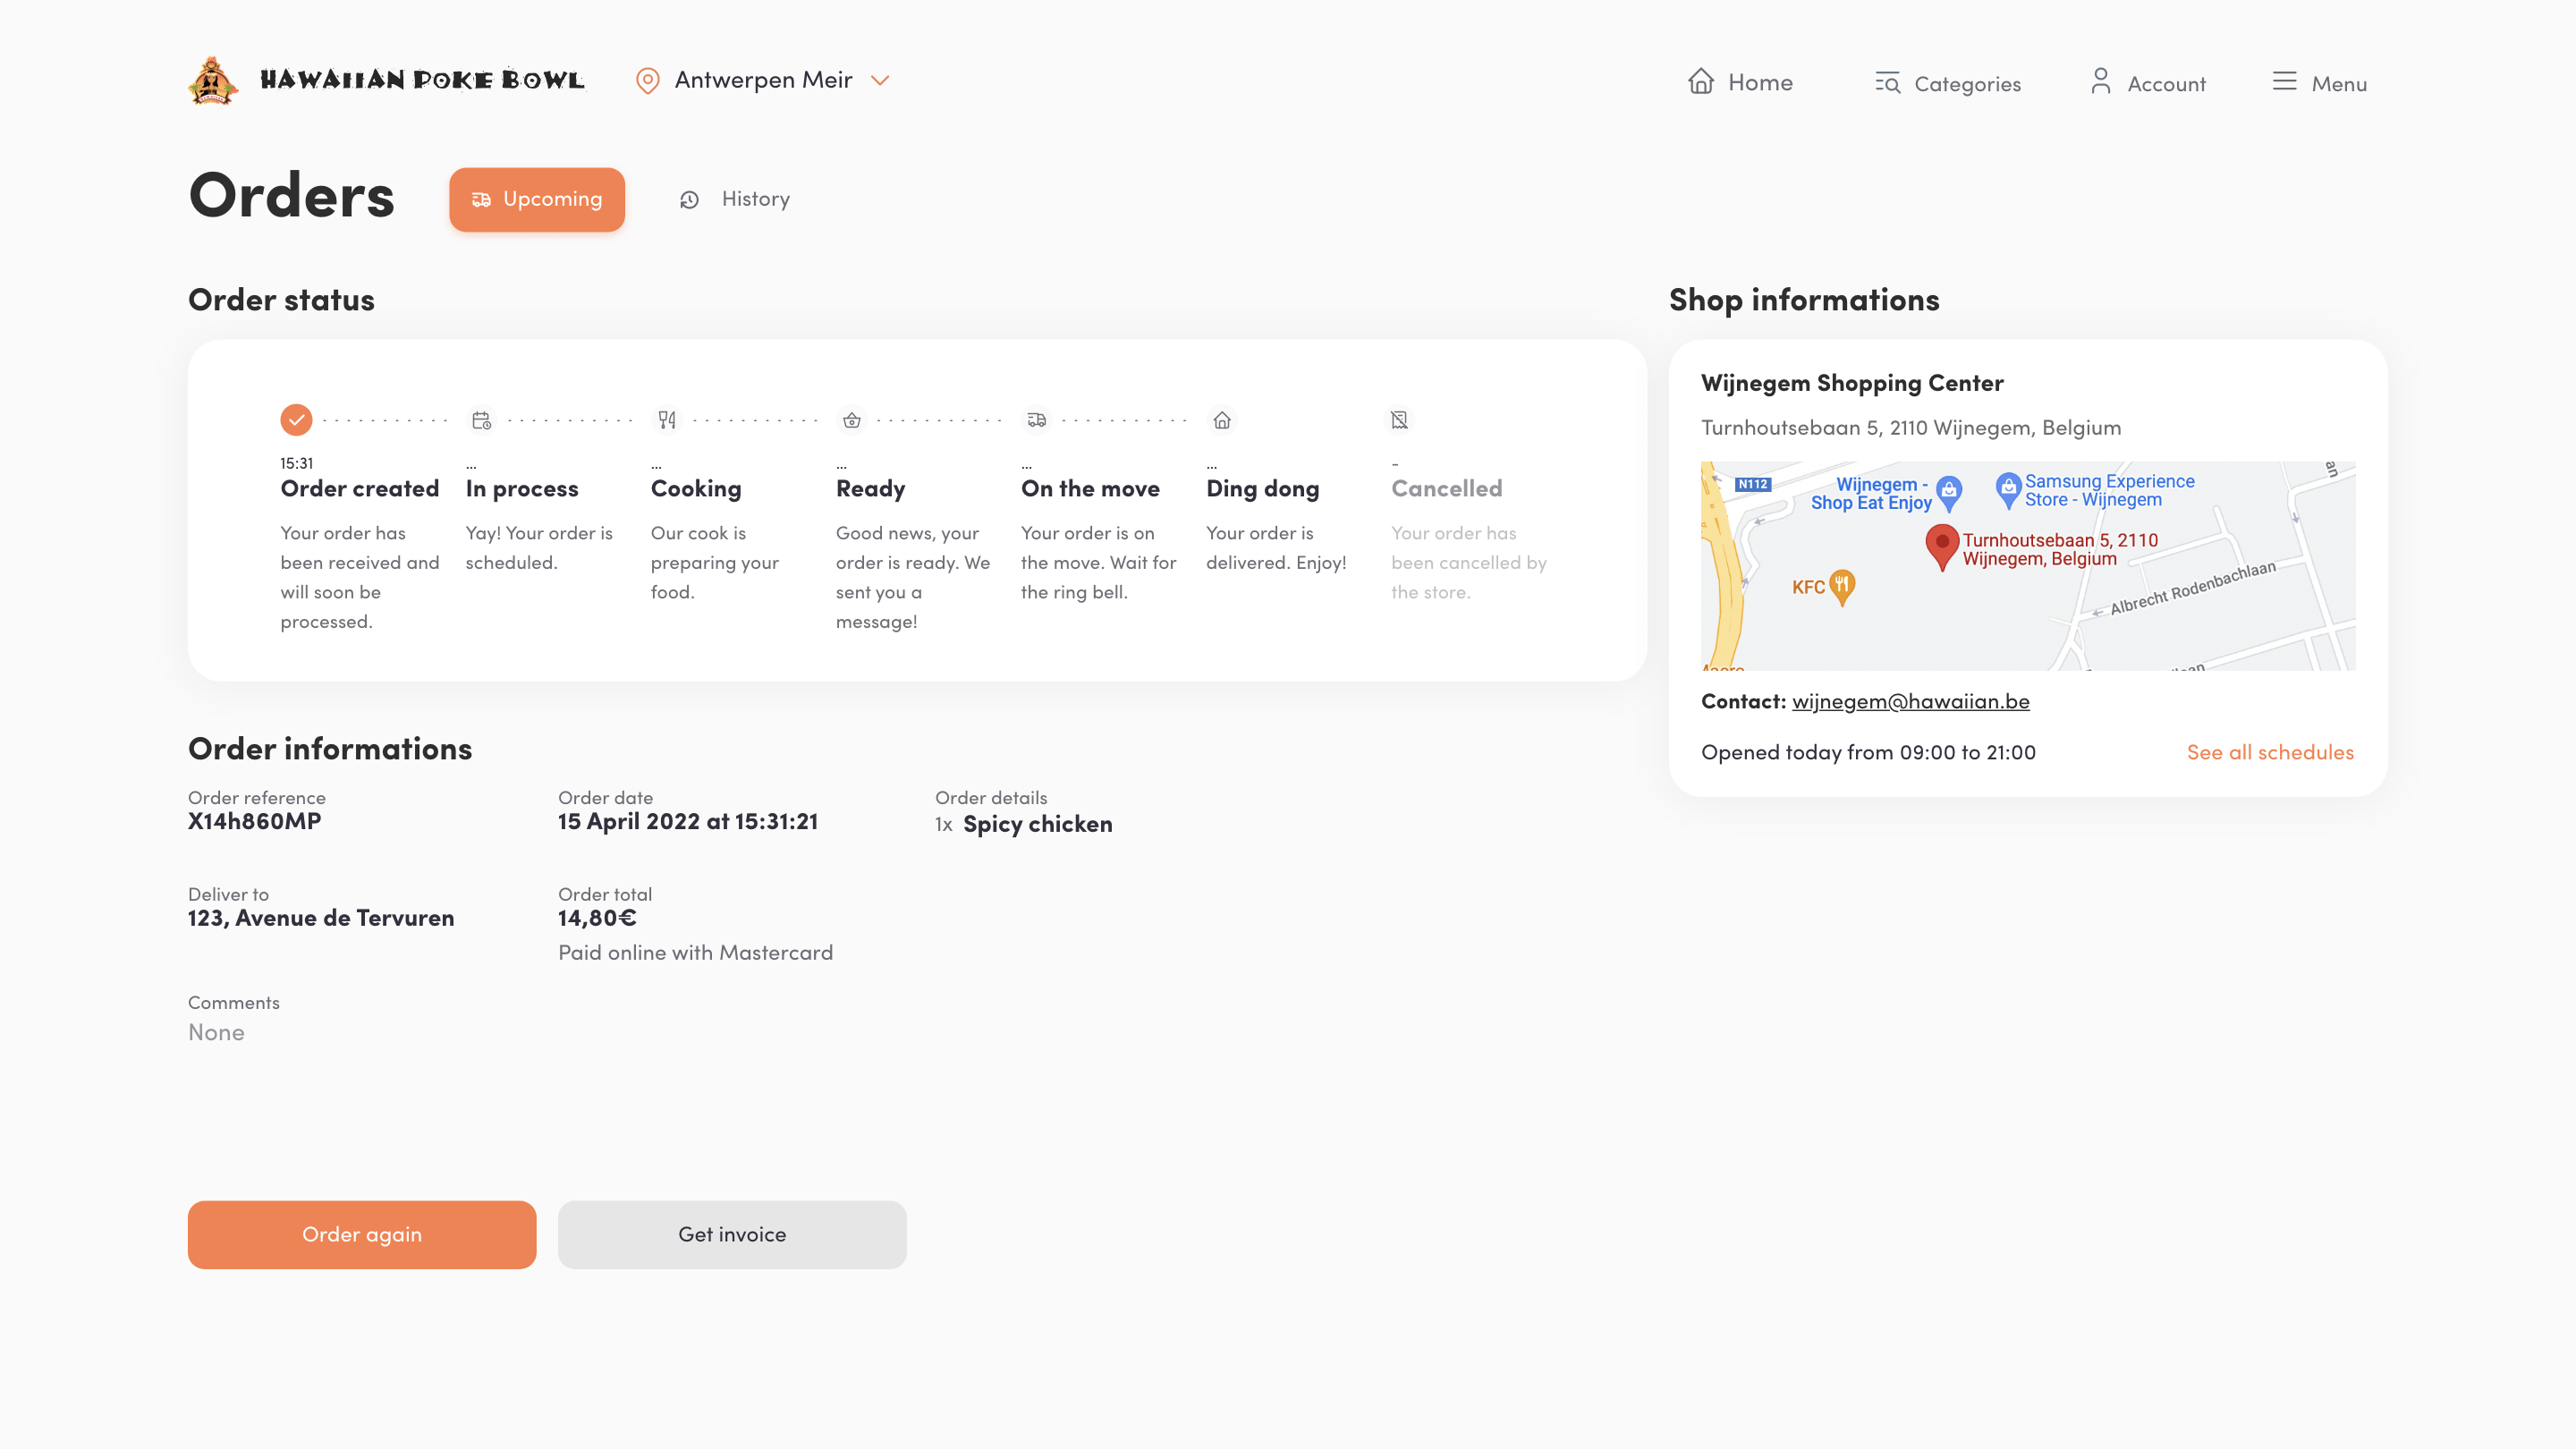 HAWAIIAN POKE BOWL
Antwerpen Meir
Home
Categories
Account
Menu
Orders
Upcoming
History
Order status
15:31
Order created
Your order has
been received and
will soon be
processed.
...
In process
Yay! Your order is
scheduled.
...
Cooking
Our cook is
preparing your
food.
...
Ready
Good news, your
order is ready. We
sent you a
message!
...
On the move
Your order is on
the move. Wait for
the ring bell.
...
Ding dong
Your order is
delivered. Enjoy!
-
Cancelled
Your order has
been cancelled by
the store.
Shop informations
Wijnegem Shopping Center
Turnhoutsebaan 5, 2110 Wijnegem, Belgium
N112
Wijnegem -
Shop Eat Enjoy
Samsung Experience
Store - Wijnegem
Turnhoutsebaan 5, 2110
Wijnegem, Belgium
KFC
Albrecht Rodenbachlaan
Contact: wijnegem@hawaiian.be
Opened today from 09:00 to 21:00
See all schedules
Order informations
Order reference
X14h860MP
Order date
15 April 2022 at 15:31:21
Order details
1x Spicy chicken
Deliver to
123, Avenue de Tervuren
Order total
14,80€
Paid online with Mastercard
Comments
None
Order again
Get invoice